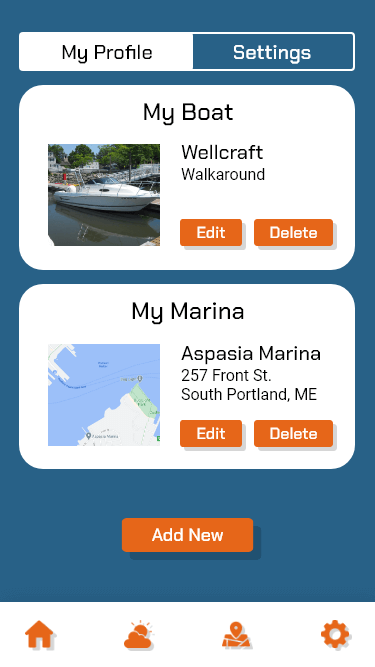 My Profile
Settings
My Boat
Wellcraft
Walkaround
Edit
Delete
My Marina
Aspasia Marina
257 Front St.
South Portland, ME
Edit
Delete
Add New